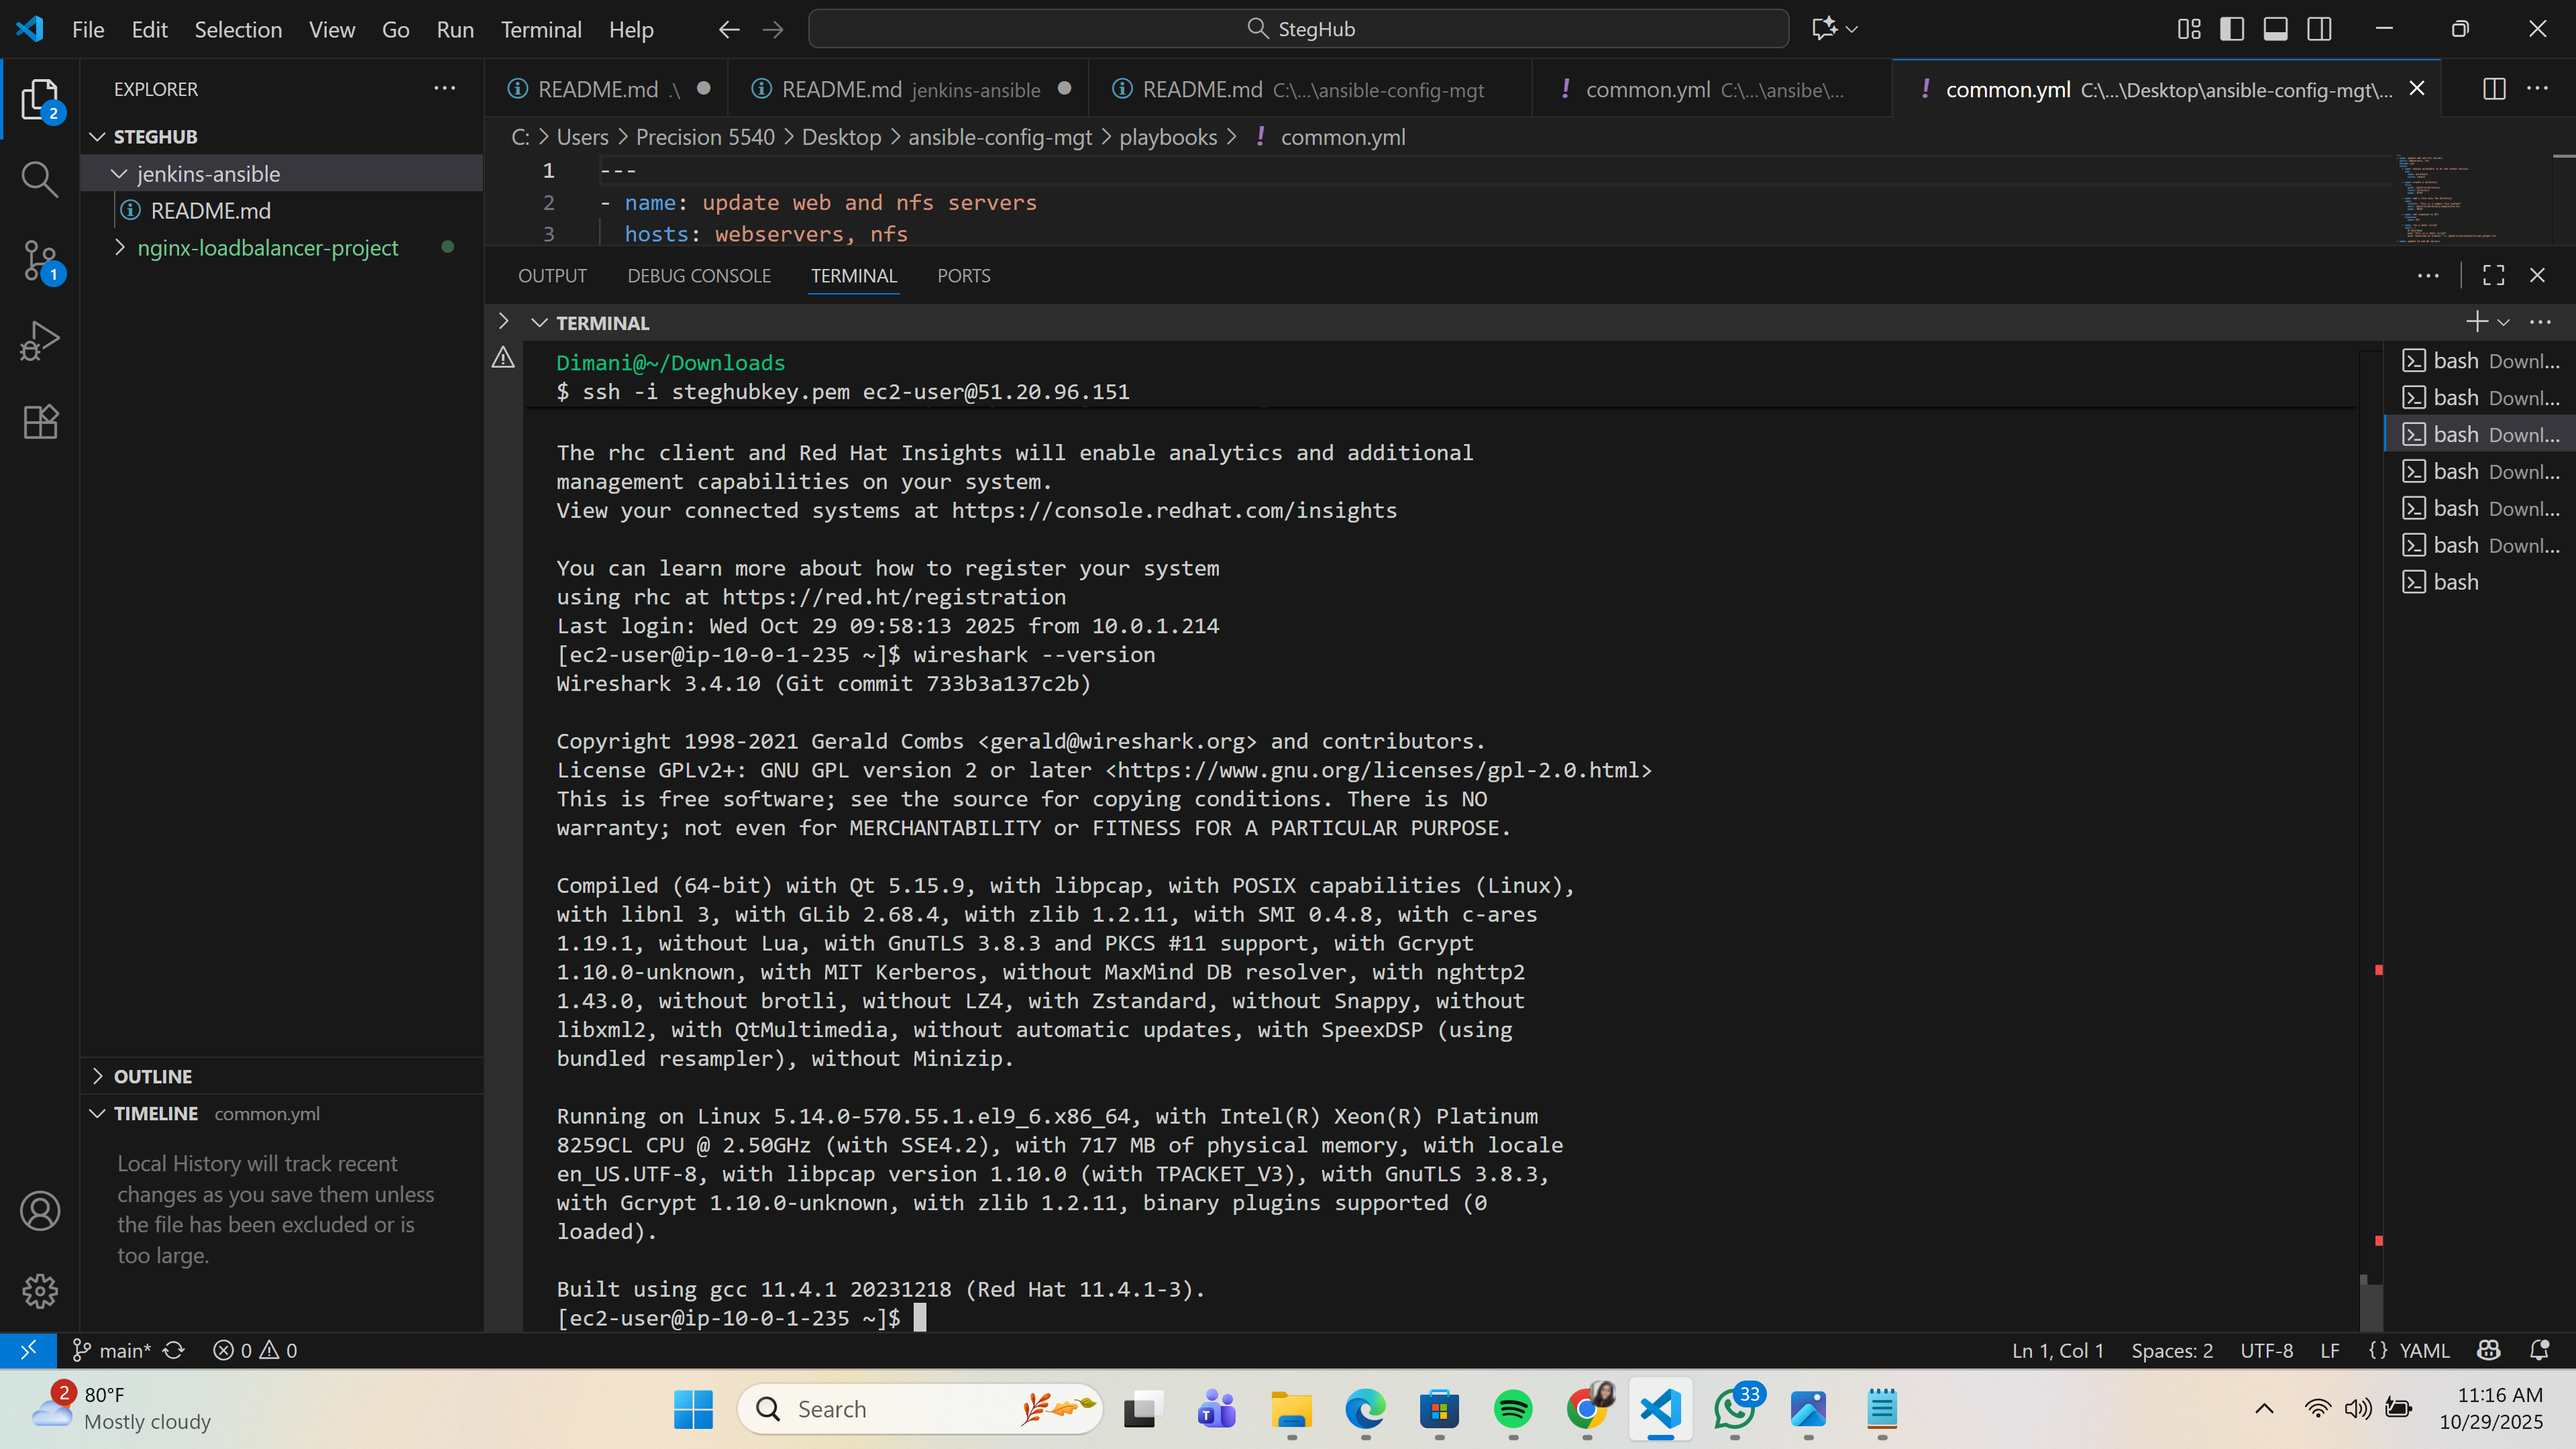 File Edit Selection View Go Run Terminal Help
StegHub
EXPLORER
README.md .\
README.md jenkins-ansible
README.md C:\...\ansible-config-mgt
common.yml C:\...\ansibe\...
common.yml C:\...\Desktop\ansible-config-mgt\...
2
STEGHUB
jenkins-ansible
README.md
nginx-loadbalancer-project
1
C: > Users > Precision 5540 > Desktop > ansible-config-mgt > playbooks > ! common.yml
1 ---
2 - name: update web and nfs servers
3 hosts: webservers, nfs
OUTPUT DEBUG CONSOLE TERMINAL PORTS
TERMINAL
Dimani@~/Downloads
$ ssh -i steghubkey.pem ec2-user@51.20.96.151
The rhc client and Red Hat Insights will enable analytics and additional
management capabilities on your system.
View your connected systems at https://console.redhat.com/insights
You can learn more about how to register your system
using rhc at https://red.ht/registration
Last login: Wed Oct 29 09:58:13 2025 from 10.0.1.214
[ec2-user@ip-10-0-1-235 ~]$ wireshark --version
Wireshark 3.4.10 (Git commit 733b3a137c2b)
Copyright 1998-2021 Gerald Combs <gerald@wireshark.org> and contributors.
License GPLv2+: GNU GPL version 2 or later <https://www.gnu.org/licenses/gpl-2.0.html>
This is free software; see the source for copying conditions. There is NO
warranty; not even for MERCHANTABILITY or FITNESS FOR A PARTICULAR PURPOSE.
Compiled (64-bit) with Qt 5.15.9, with libpcap, with POSIX capabilities (Linux),
with libnl 3, with GLib 2.68.4, with zlib 1.2.11, with SMI 0.4.8, with c-ares
1.19.1, without Lua, with GnuTLS 3.8.3 and PKCS #11 support, with Gcrypt
1.10.0-unknown, with MIT Kerberos, without MaxMind DB resolver, with nghttp2
1.43.0, without brotli, without LZ4, with Zstandard, without Snappy, without
libxml2, with QtMultimedia, without automatic updates, with SpeexDSP (using
bundled resampler), without Minizip.
Running on Linux 5.14.0-570.55.1.el9_6.x86_64, with Intel(R) Xeon(R) Platinum
8259CL CPU @ 2.50GHz (with SSE4.2), with 717 MB of physical memory, with locale
en_US.UTF-8, with libpcap version 1.10.0 (with TPACKET_V3), with GnuTLS 3.8.3,
with Gcrypt 1.10.0-unknown, with zlib 1.2.11, binary plugins supported (0
loaded).
Built using gcc 11.4.1 20231218 (Red Hat 11.4.1-3).
[ec2-user@ip-10-0-1-235 ~]$
bash Downl...
bash Downl...
bash Downl...
bash Downl...
bash Downl...
bash Downl...
bash
OUTLINE
TIMELINE common.yml
Local History will track recent
changes as you save them unless
the file has been excluded or is
too large.
main* 0 0
Ln 1, Col 1 Spaces: 2 UTF-8 LF {} YAML
2
80°F
Mostly cloudy
Search
33
11:16 AM
10/29/2025